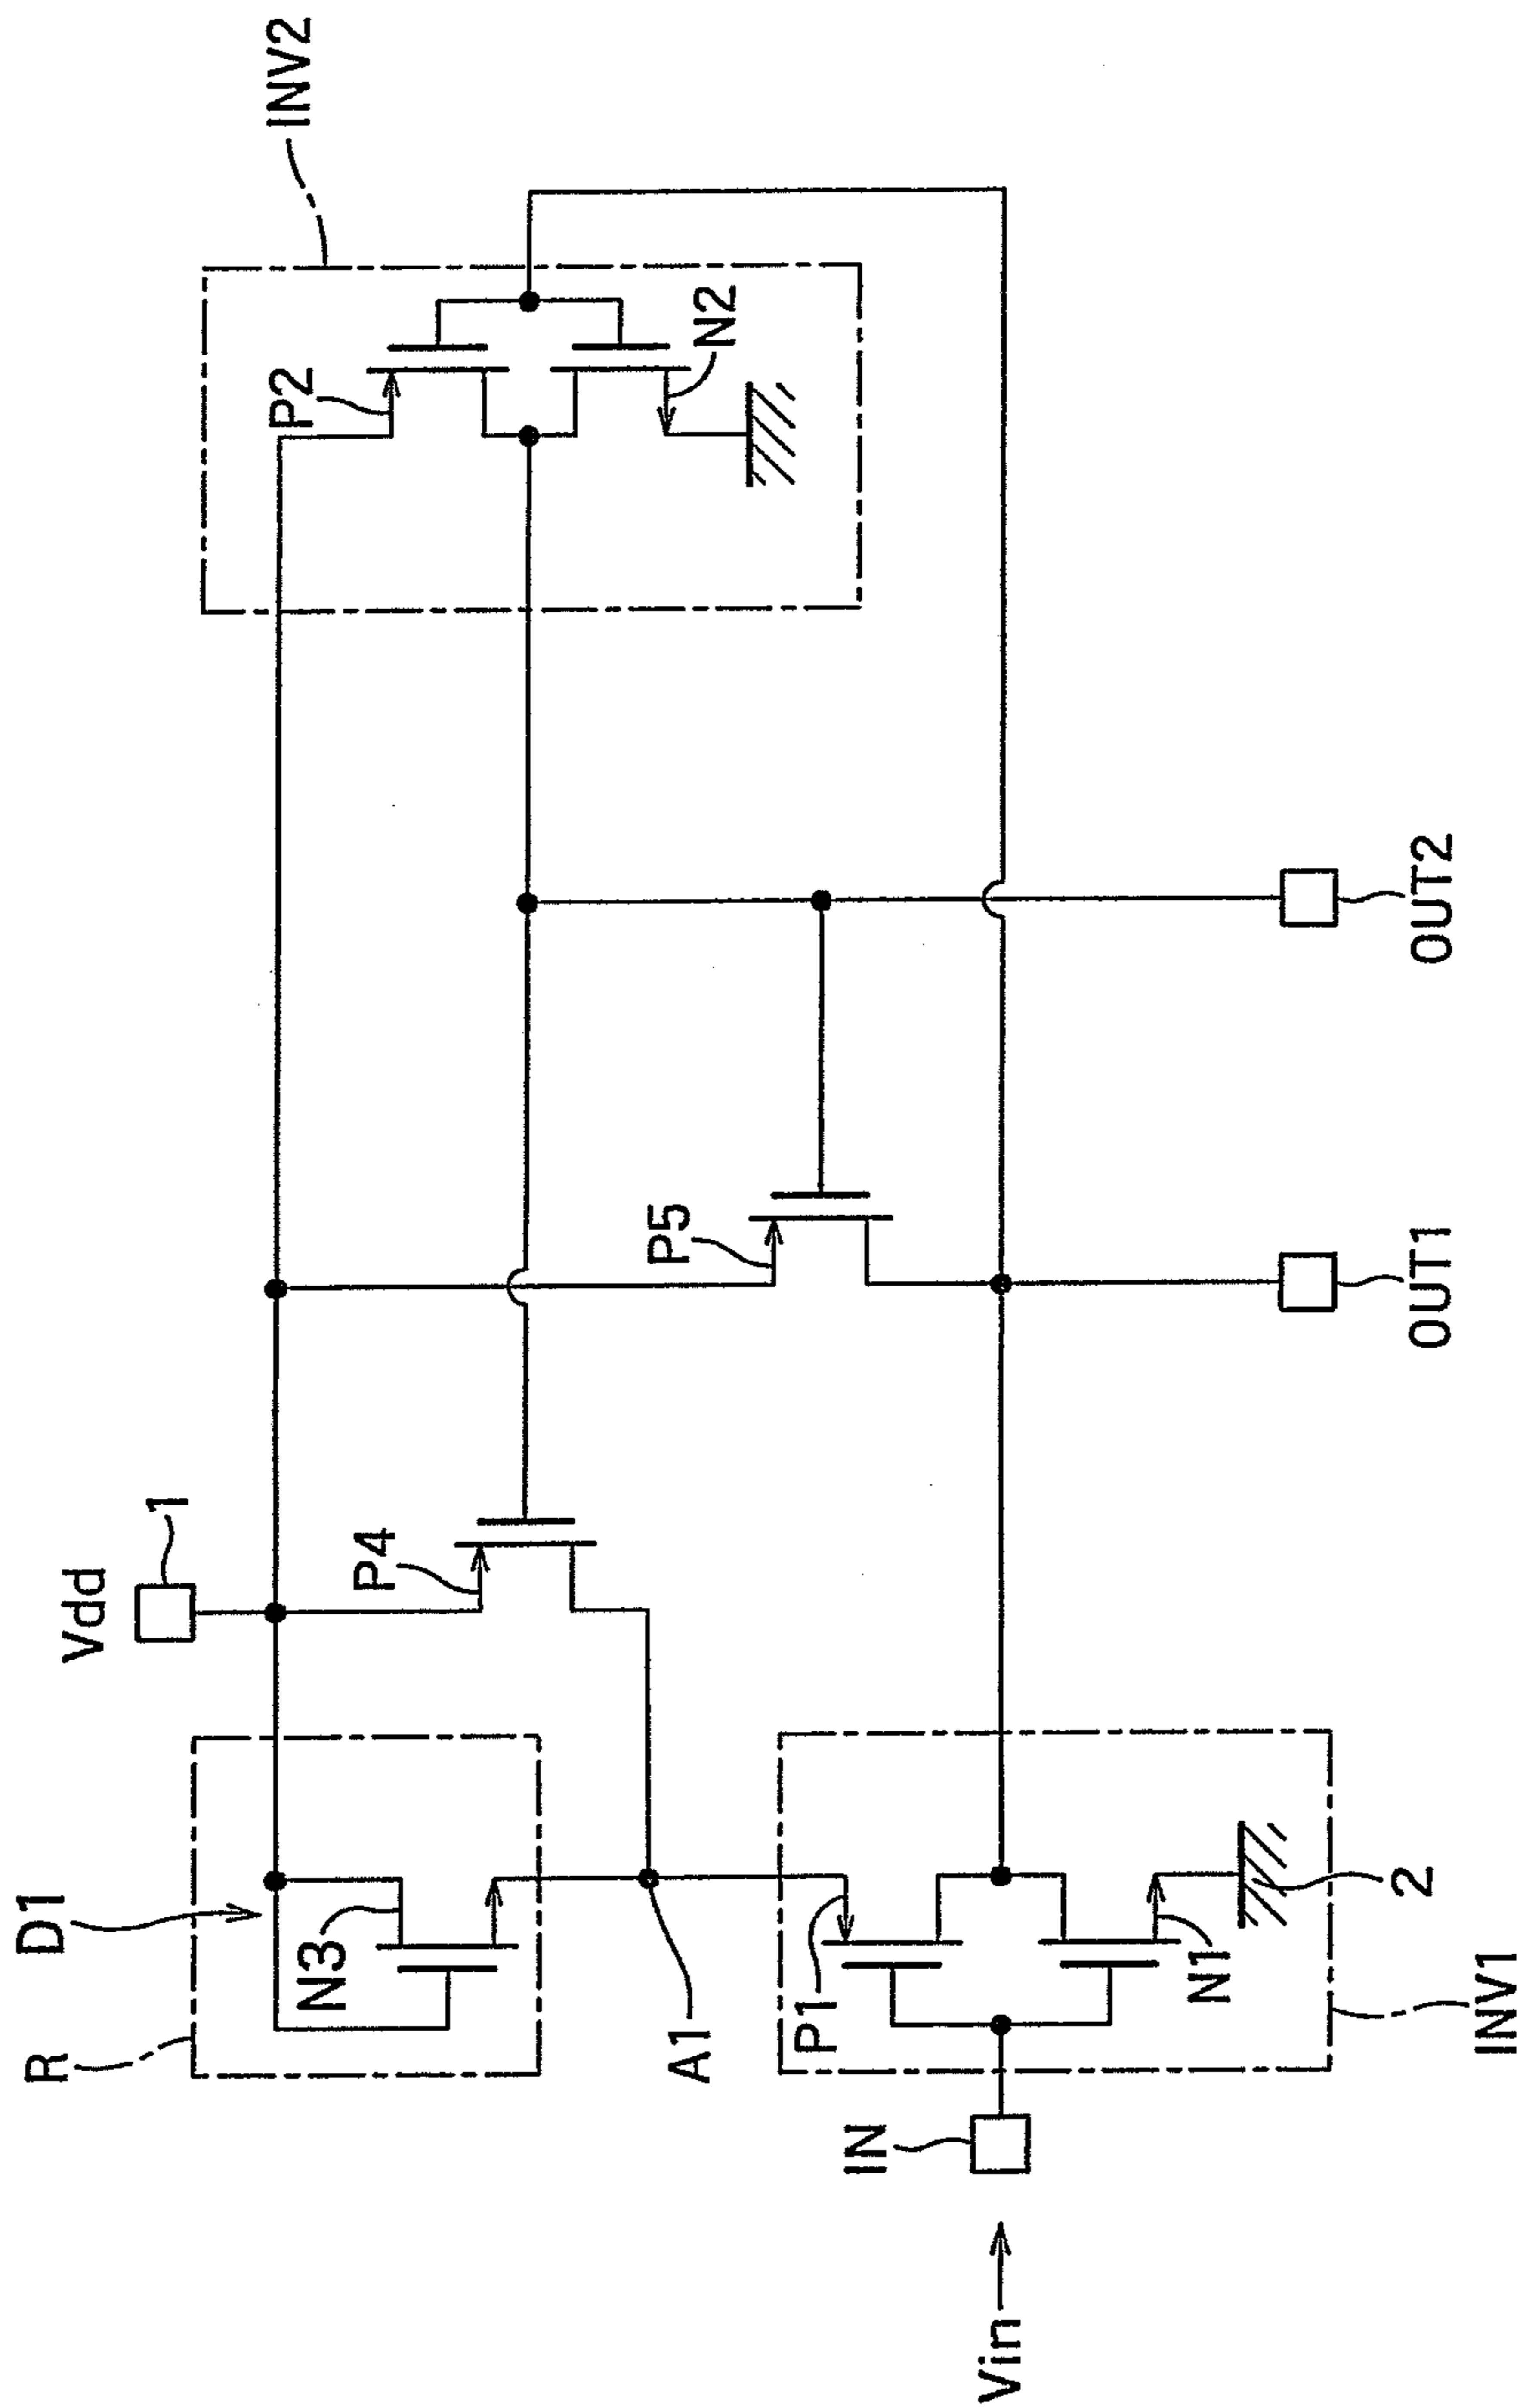 INV2
P2
N2
OUT2
P5
OUT1
Vdd
1
P4
D1
N3
R
A1
P1
N1
2
INV1
IN
Vin